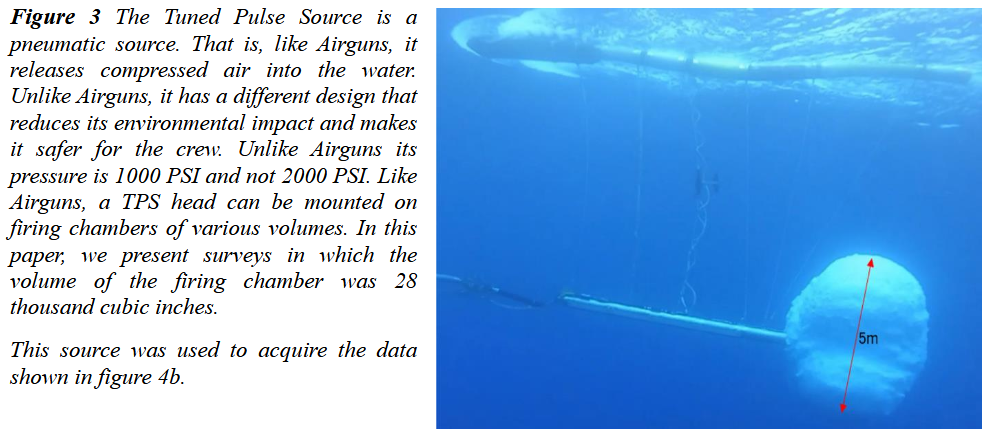 Figure 3 The Tuned Pulse Source is a
pneumatic source. That is, like Airguns, it
releases compressed air into the water.
Unlike Airguns, it has a different design that
reduces its environmental impact and makes
it safer for the crew. Unlike Airguns its
pressure is 1000 PSI and not 2000 PSI. Like
Airguns, a TPS head can be mounted on
firing chambers of various volumes. In this
paper, we present surveys in which the
volume of the firing chamber was 28
thousand cubic inches.
This source was used to acquire the data
shown in figure 4b.
5m